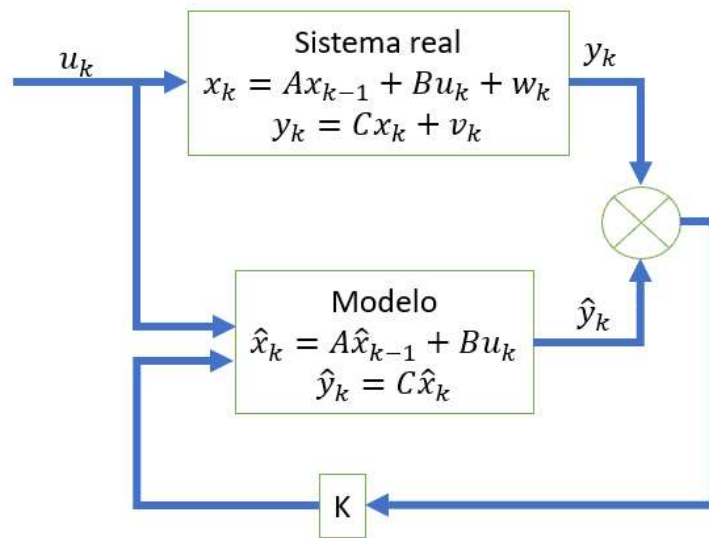 u_k
Sistema real
x_k = Ax_{k−1} + Bu_k + w_k
y_k = Cx_k + v_k
y_k
Modelo
x̂_k = Ax̂_{k−1} + Bu_k
ŷ_k = Cx̂_k
ŷ_k
K